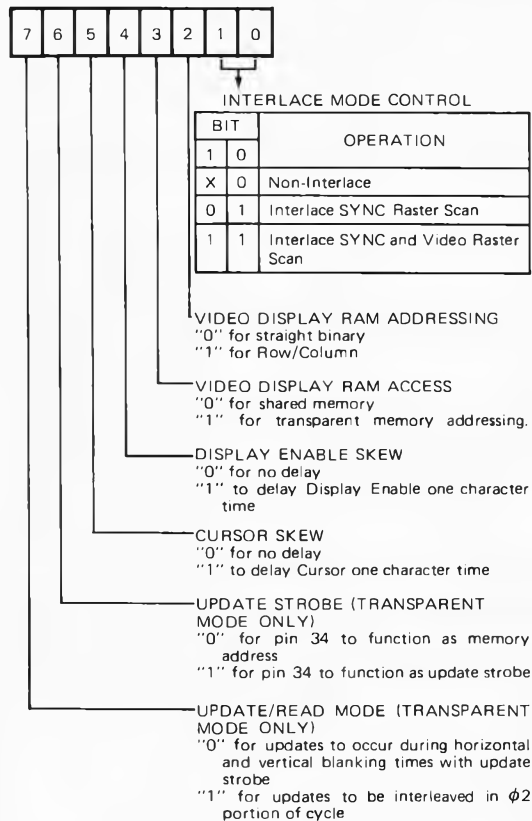 7 6 5 4 3 2 1 0
INTERLACE MODE CONTROL
BIT
OPERATION
1 0
X 0 Non-Interlace
0 1 Interlace SYNC Raster Scan
1 1 Interlace SYNC and Video Raster
Scan
VIDEO DISPLAY RAM ADDRESSING
"0" for straight binary
"1" for Row/Column
VIDEO DISPLAY RAM ACCESS
"0" for shared memory
"1" for transparent memory addressing.
DISPLAY ENABLE SKEW
"0" for no delay
"1" to delay Display Enable one character
time
CURSOR SKEW
"0" for no delay
"1" to delay Cursor one character time
UPDATE STROBE (TRANSPARENT
MODE ONLY)
"0" for pin 34 to function as memory
address
"1" for pin 34 to function as update strobe
UPDATE/READ MODE (TRANSPARENT
MODE ONLY)
"0" for updates to occur during horizontal
and vertical blanking times with update
strobe
"1" for updates to be interleaved in ϕ2
portion of cycle